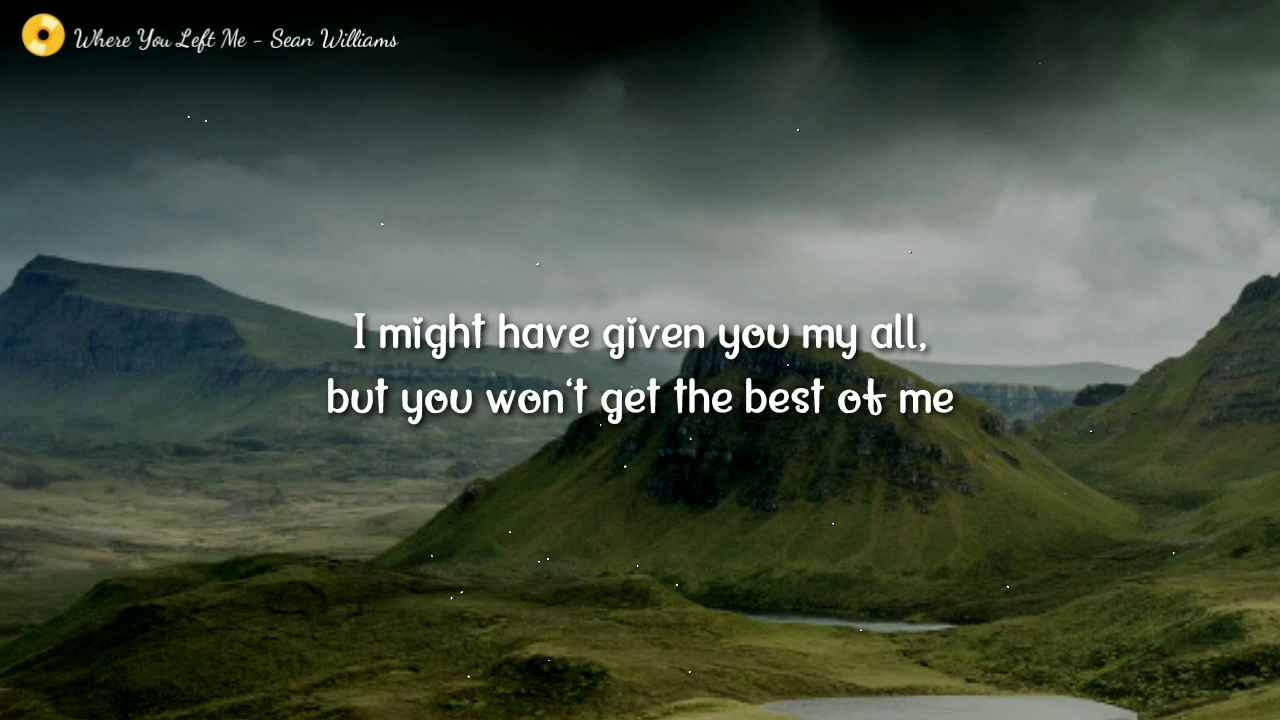 Where You Left Me - Sean Williams
I might have given you my all,
but you won't get the best of me